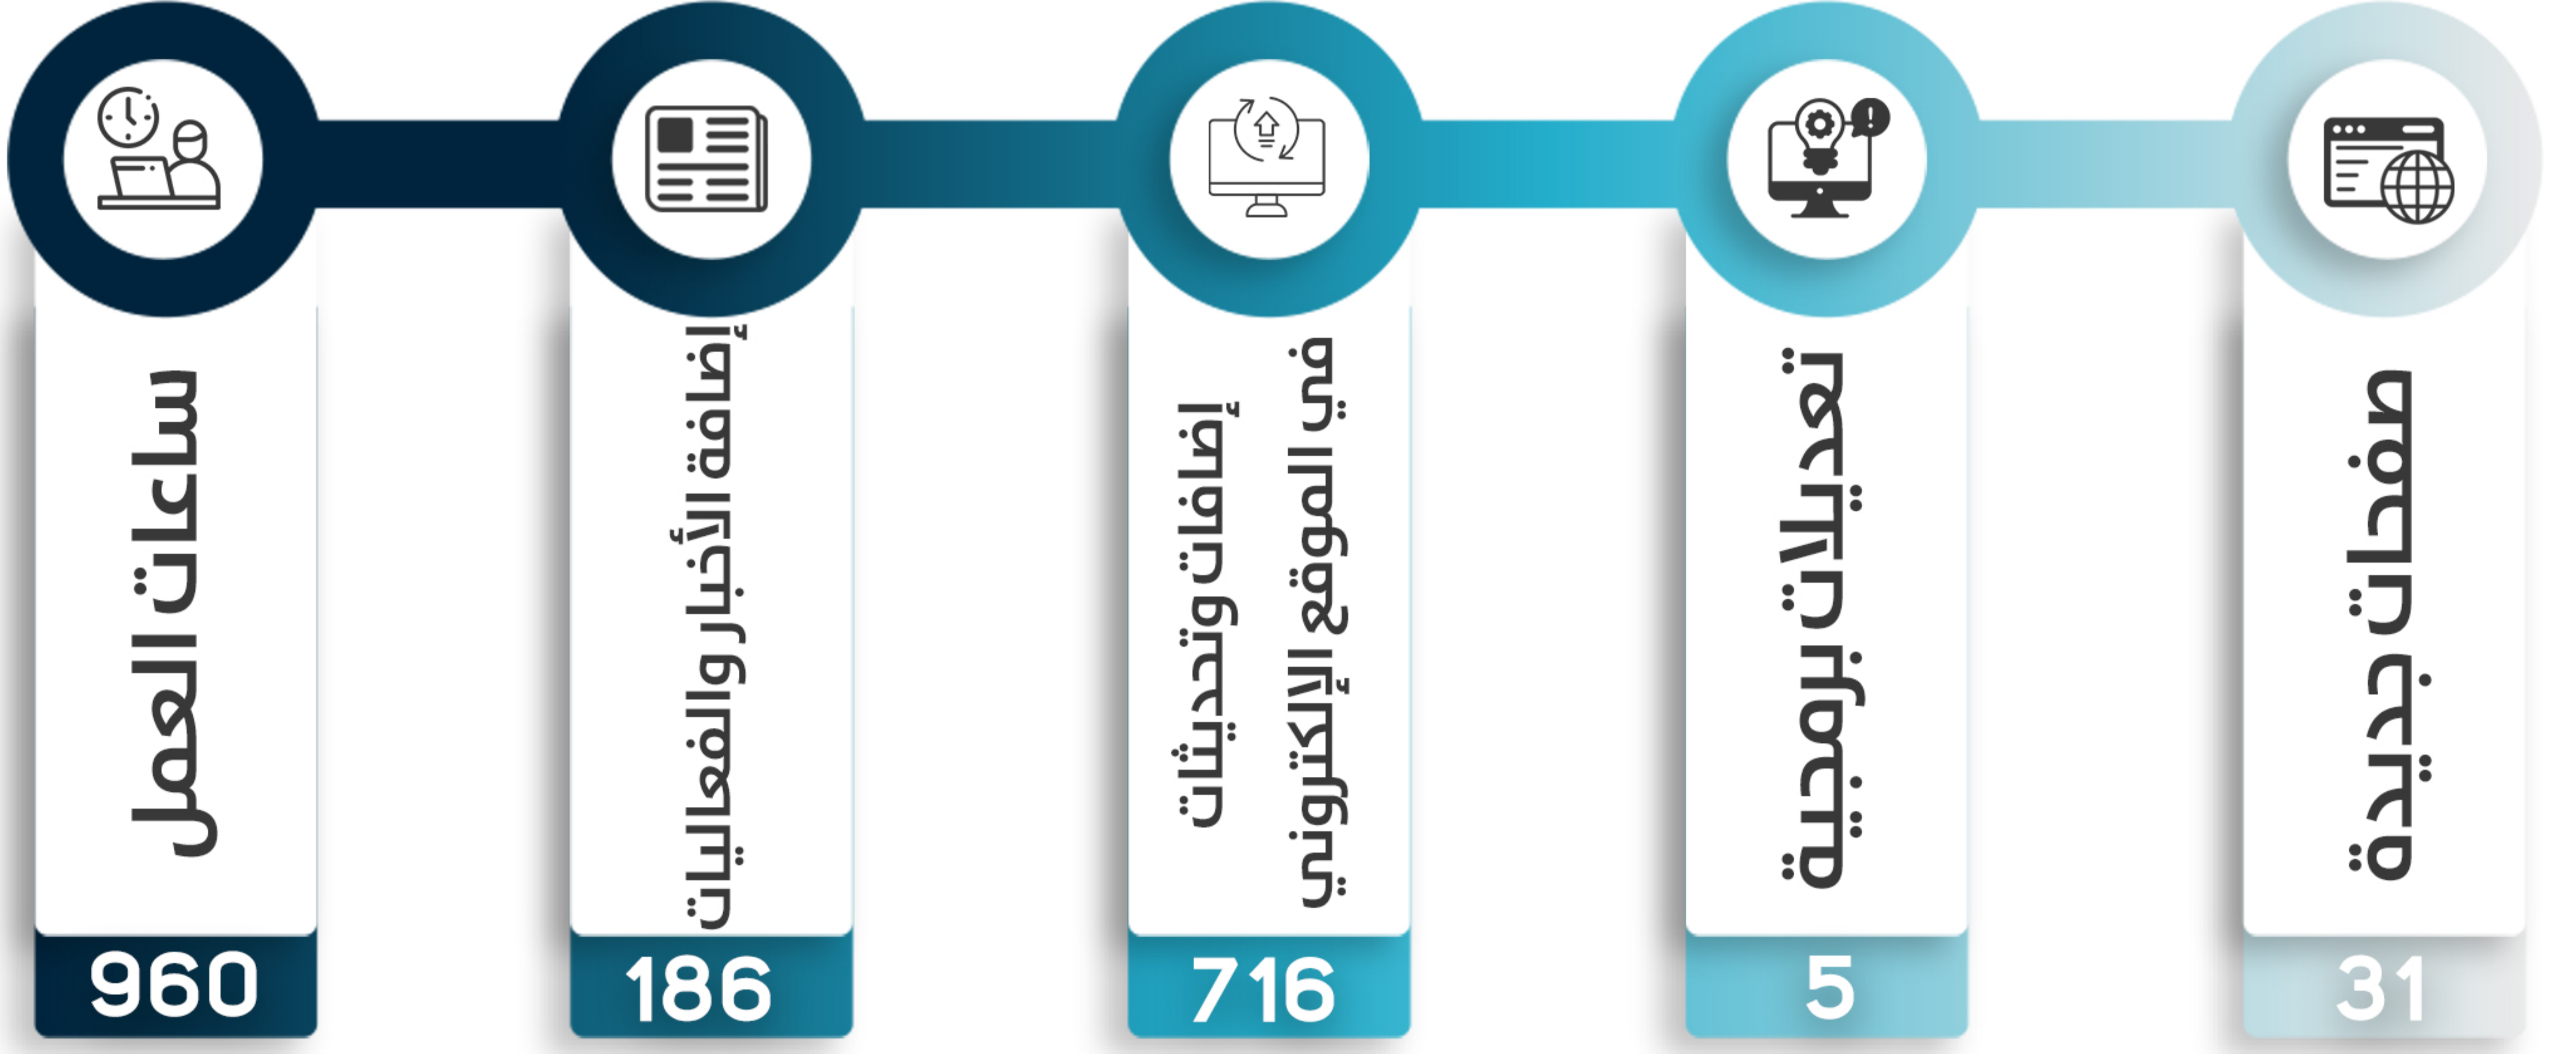 صفحات جديدة
31
تعديلات برمجية
5
إضافات وتحديثات
في الموقع الإلكتروني
716
إضافة الأخبار والفعاليات
186
ساعات العمل
960